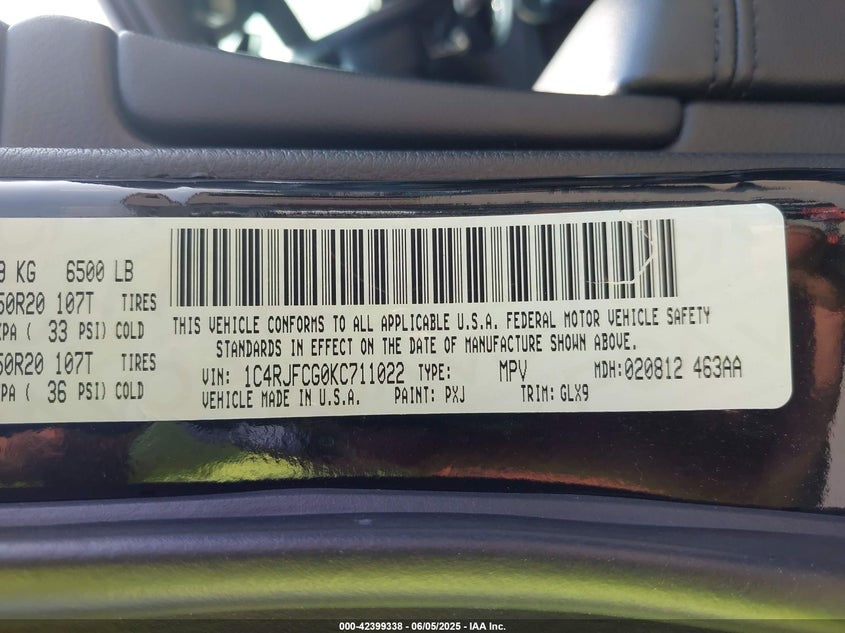 KG 6500 LB
50R20 107T TIRES
KPA ( 33 PSI) COLD
50R20 107T TIRES
KPA ( 36 PSI) COLD
THIS VEHICLE CONFORMS TO ALL APPLICABLE U.S.A. FEDERAL MOTOR VEHICLE SAFETY
STANDARDS IN EFFECT ON THE DATE OF MANUFACTURE SHOWN ABOVE.
VIN: 1C4RJFCG0KC711022 TYPE: MPV MDH:020812 463AA
VEHICLE MADE IN U.S.A. PAINT: PXJ TRIM: GLX9
000-42399338 - 06/05/2025 - IAA Inc.